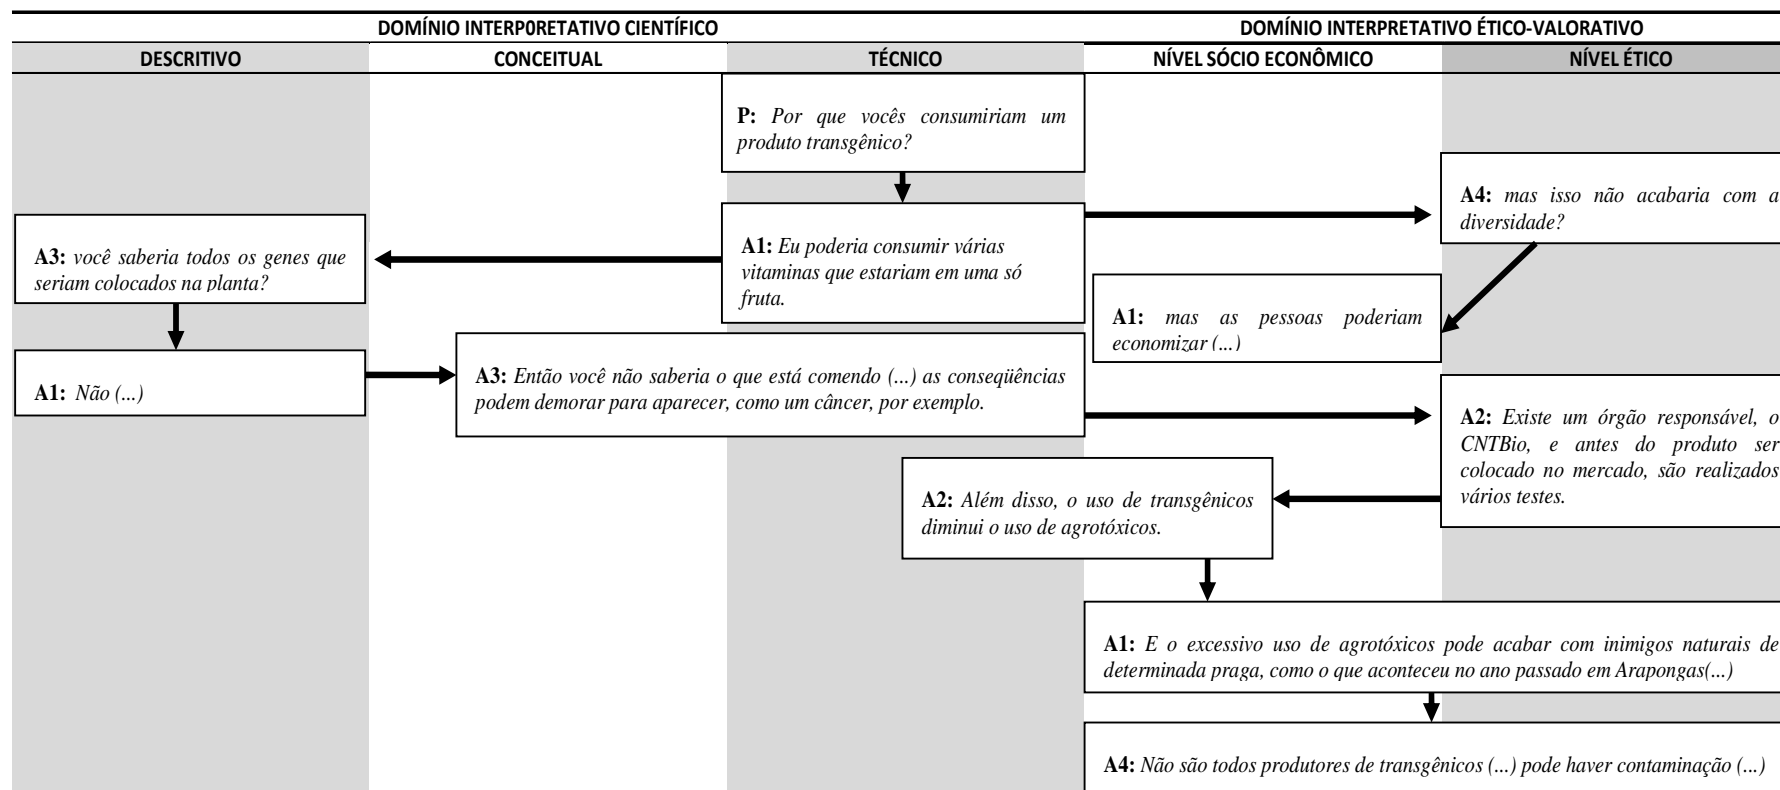 DOMÍNIO INTERP0RETATIVO CIENTÍFICO
DOMÍNIO INTERPRETATIVO ÉTICO-VALORATIVO
DESCRITIVO
CONCEITUAL
TÉCNICO
NÍVEL SÓCIO ECONÔMICO
NÍVEL ÉTICO
P: Por que vocês consumiriam um
produto transgênico?
A4: mas isso não acabaria com a
diversidade?
A1: Eu poderia consumir várias
vitaminas que estariam em uma só
fruta.
A3: você saberia todos os genes que
seriam colocados na planta?
A1: mas as pessoas poderiam
economizar (...)
A1: Não (...)
A3: Então você não saberia o que está comendo (...) as conseqüências
podem demorar para aparecer, como um câncer, por exemplo.
A2: Existe um órgão responsável, o
CNTBio, e antes do produto ser
colocado no mercado, são realizados
vários testes.
A2: Além disso, o uso de transgênicos
diminui o uso de agrotóxicos.
A1: E o excessivo uso de agrotóxicos pode acabar com inimigos naturais de
determinada praga, como o que aconteceu no ano passado em Arapongas(...)
A4: Não são todos produtores de transgênicos (...) pode haver contaminação (...)